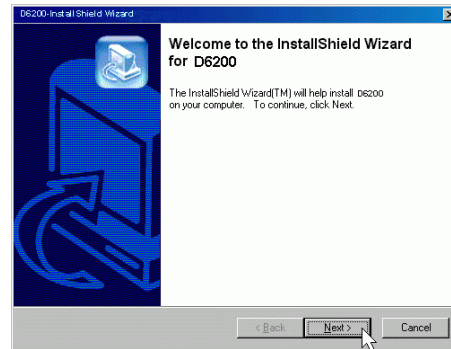 D6200-InstallShield Wizard
Welcome to the InstallShield Wizard
for D6200
The InstallShield Wizard(TM) will help install D6200
on your computer. To continue, click Next.
< Back Next > Cancel